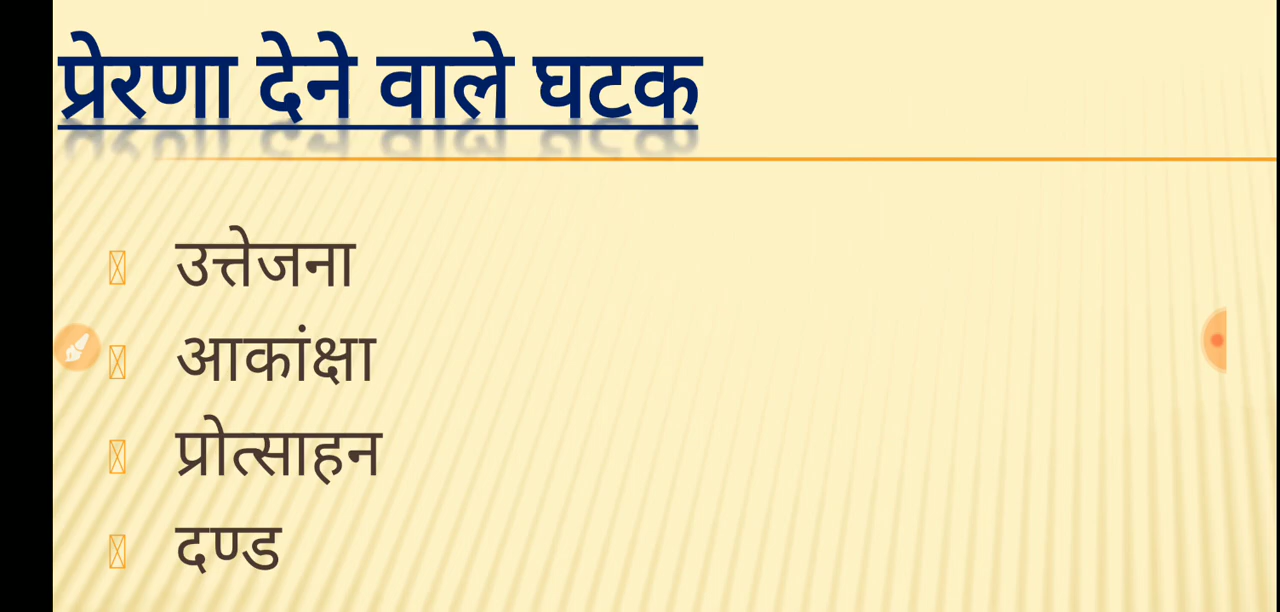 प्रेरणा देने वाले घटक
उत्तेजना
आकांक्षा
प्रोत्साहन
दण्ड